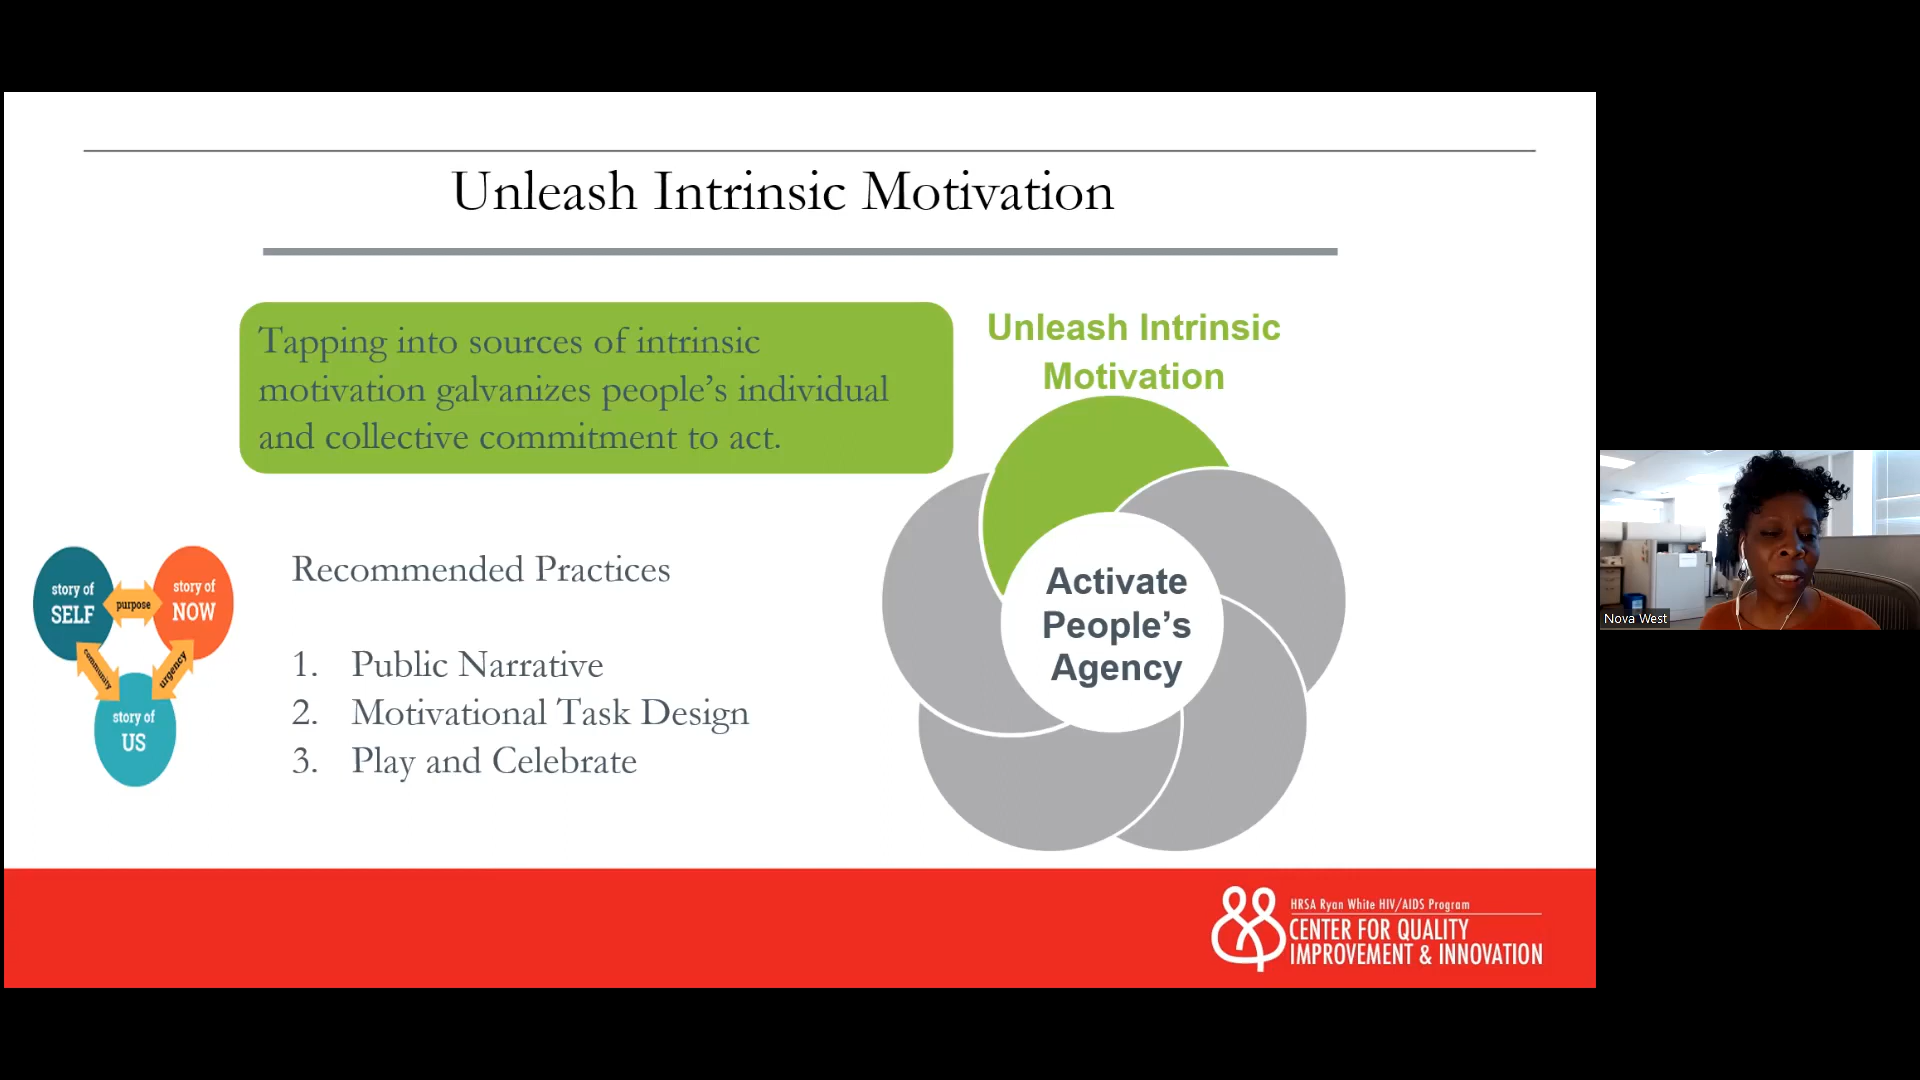 Unleash Intrinsic Motivation
Tapping into sources of intrinsic
motivation galvanizes people's individual
and collective commitment to act.
Unleash Intrinsic
Motivation
story of
SELF
purpose
story of
NOW
community
urgency
story of
US
Recommended Practices
1. Public Narrative
2. Motivational Task Design
3. Play and Celebrate
Activate
People's
Agency
Nova West
HRSA Ryan White HIV/AIDS Program
CENTER FOR QUALITY
IMPROVEMENT & INNOVATION